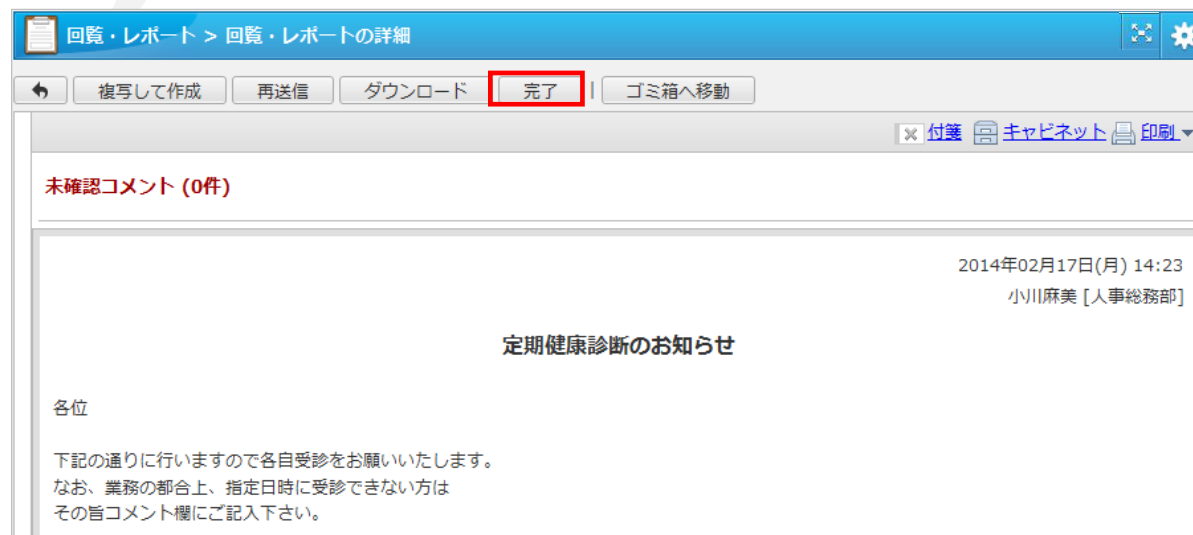 回覧・レポート > 回覧・レポートの詳細
複写して作成 再送信 ダウンロード 完了 | ゴミ箱へ移動
付箋 キャビネット 印刷
未確認コメント (0件)
2014年02月17日(月) 14:23
小川麻美 [人事総務部]
定期健康診断のお知らせ
各位
下記の通りに行いますので各自受診をお願いいたします。
なお、業務の都合上、指定日時に受診できない方は
その旨コメント欄にご記入下さい。